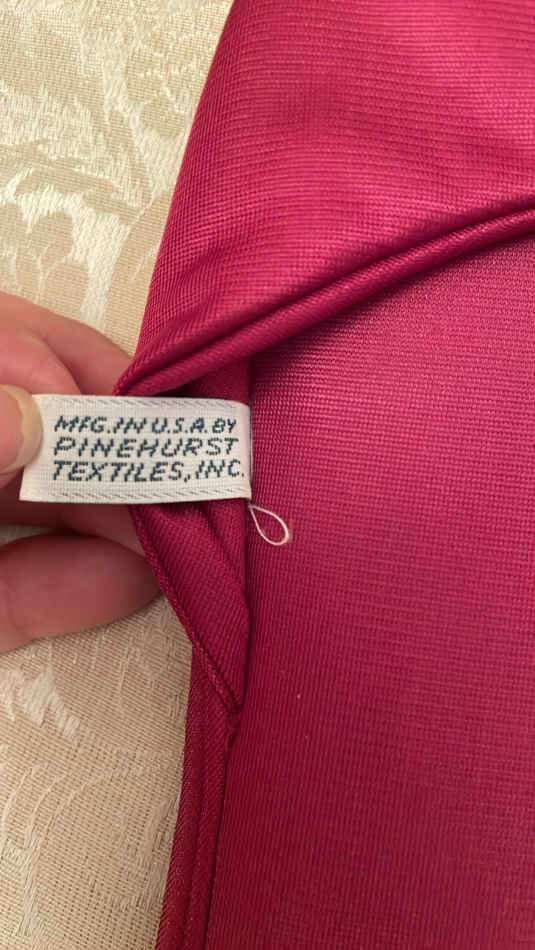 MFG.IN U.S.A. BY
PINEHURST
TEXTILES, INC.